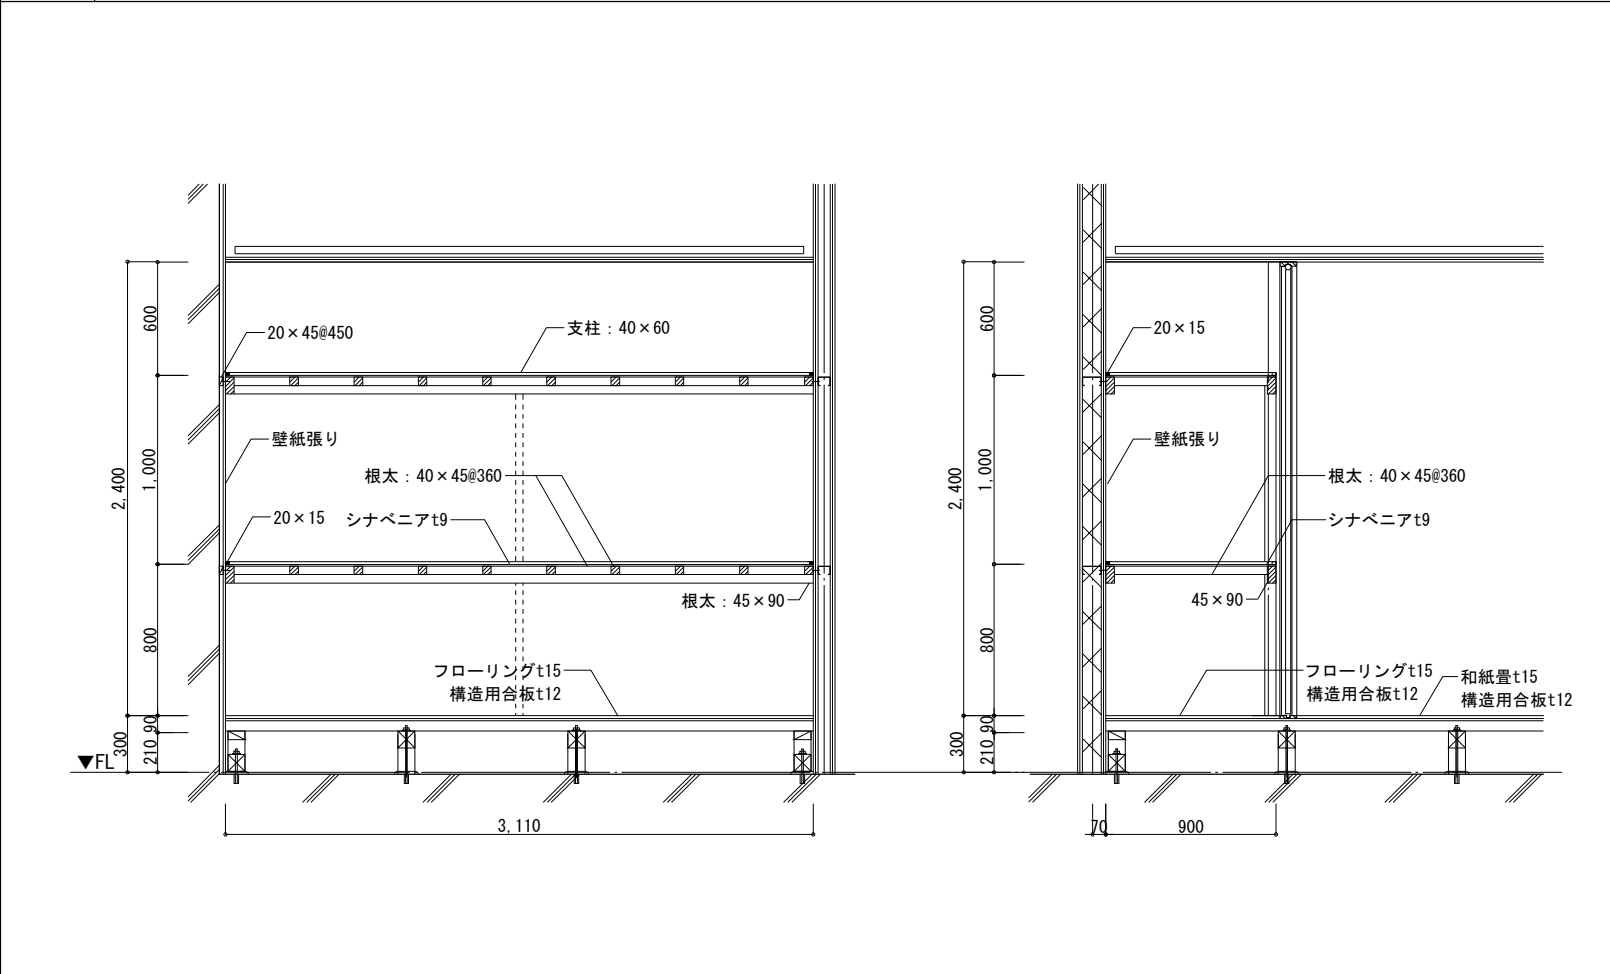 600
20×45@450
支柱：40×60
壁紙張り
1,000
2,400
根太：40×45@360
20×15
シナベニアt9
根太：45×90
800
フローリングt15
構造用合板t12
90
300
210
▼FL
3,110
600
20×15
壁紙張り
1,000
2,400
根太：40×45@360
シナベニアt9
45×90
800
フローリングt15
構造用合板t12
和紙畳t15
構造用合板t12
90
300
210
70
900